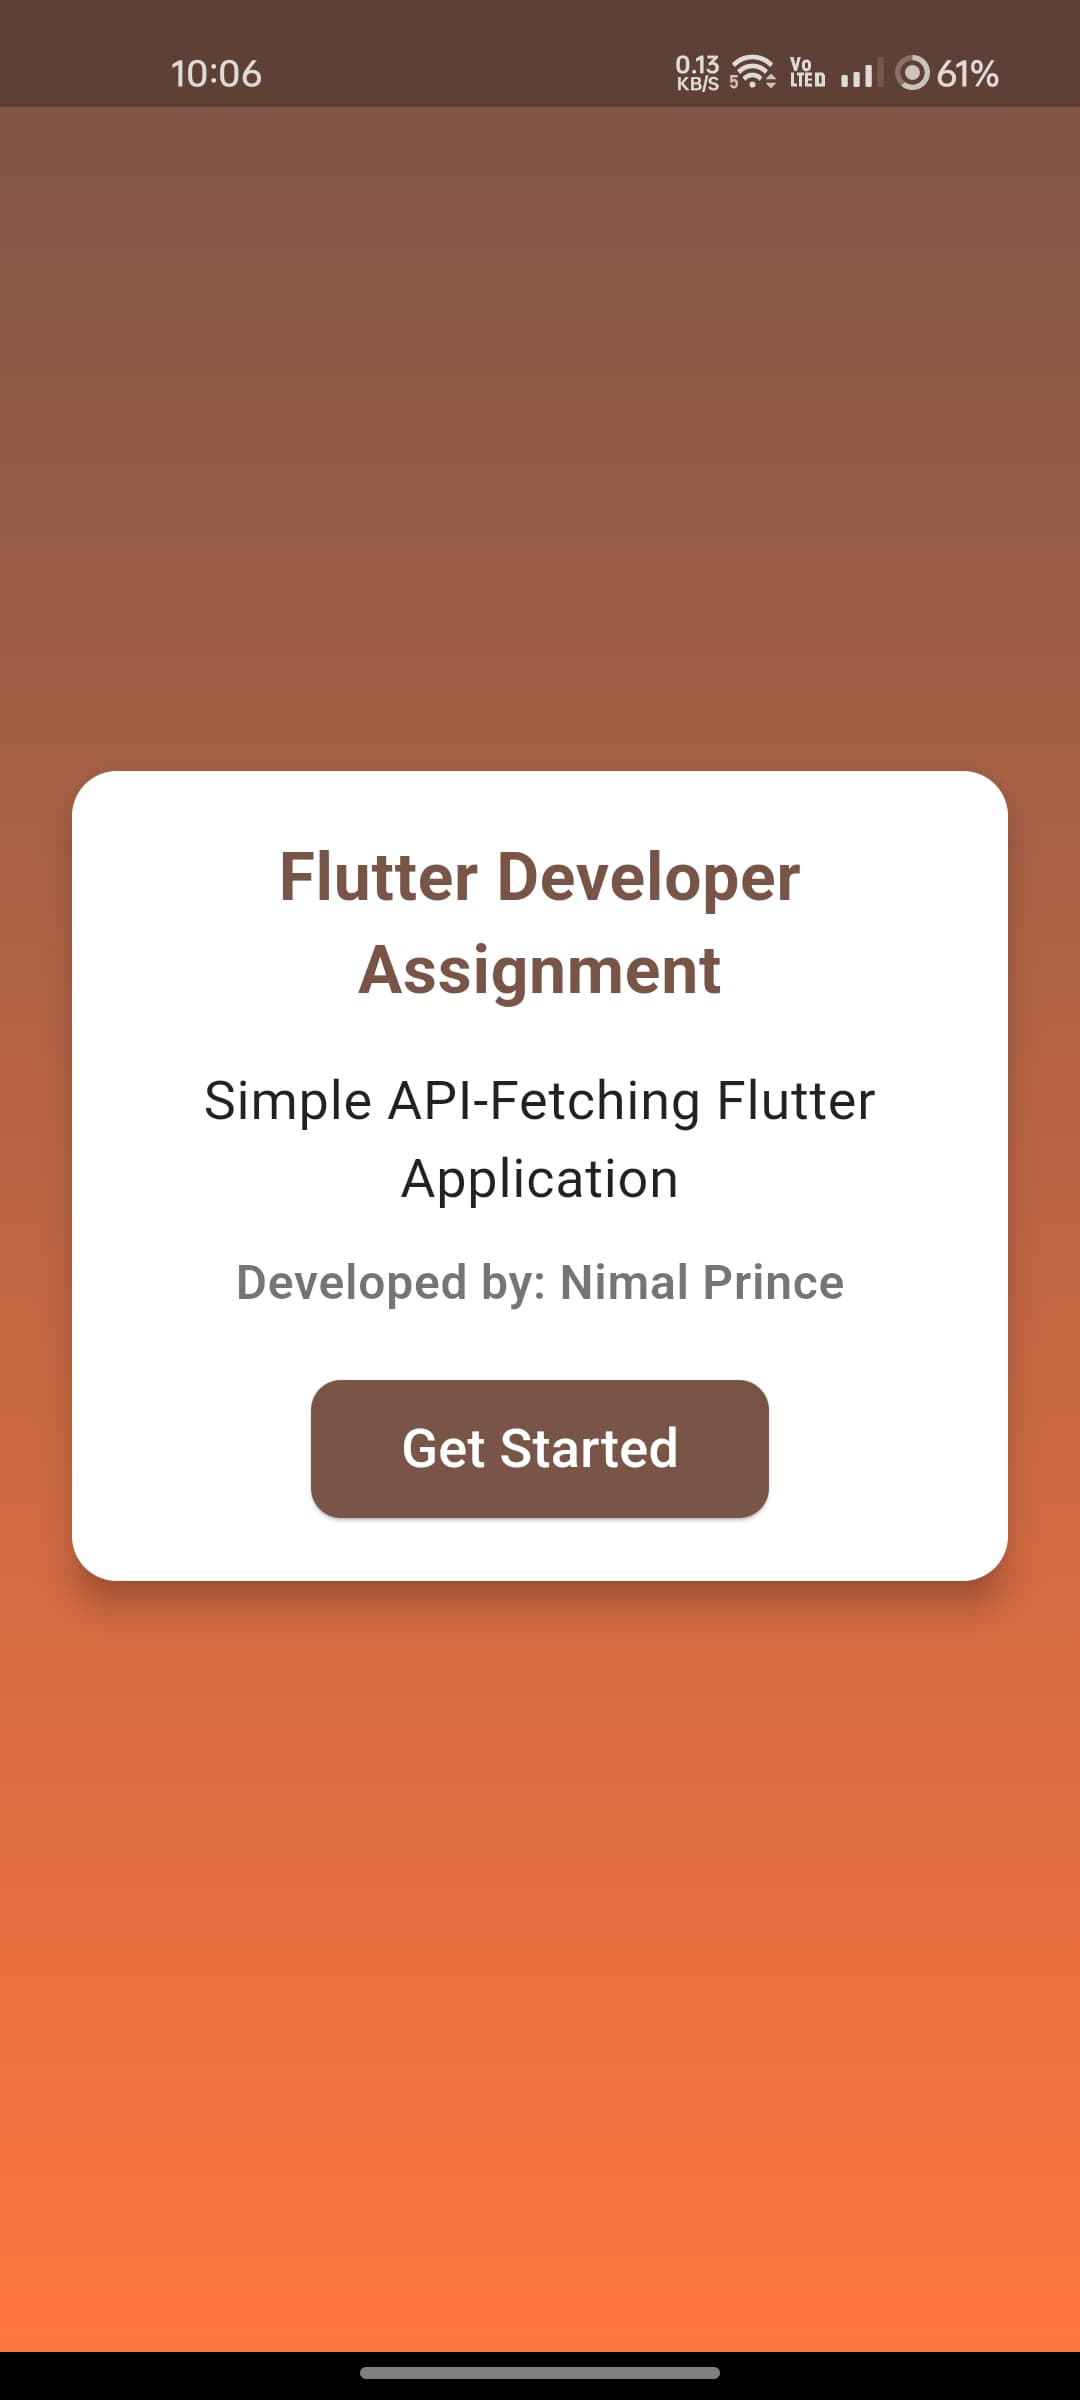 10:06
0.13
KB/S
5
Vo
LTED
61%
Flutter Developer
Assignment
Simple API-Fetching Flutter
Application
Developed by: Nimal Prince
Get Started